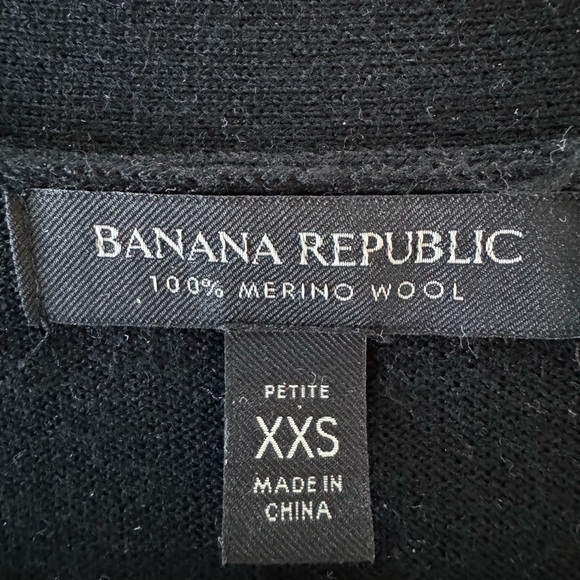 BANANA REPUBLIC
100% MERINO WOOL
PETITE
XXS
MADE IN
CHINA